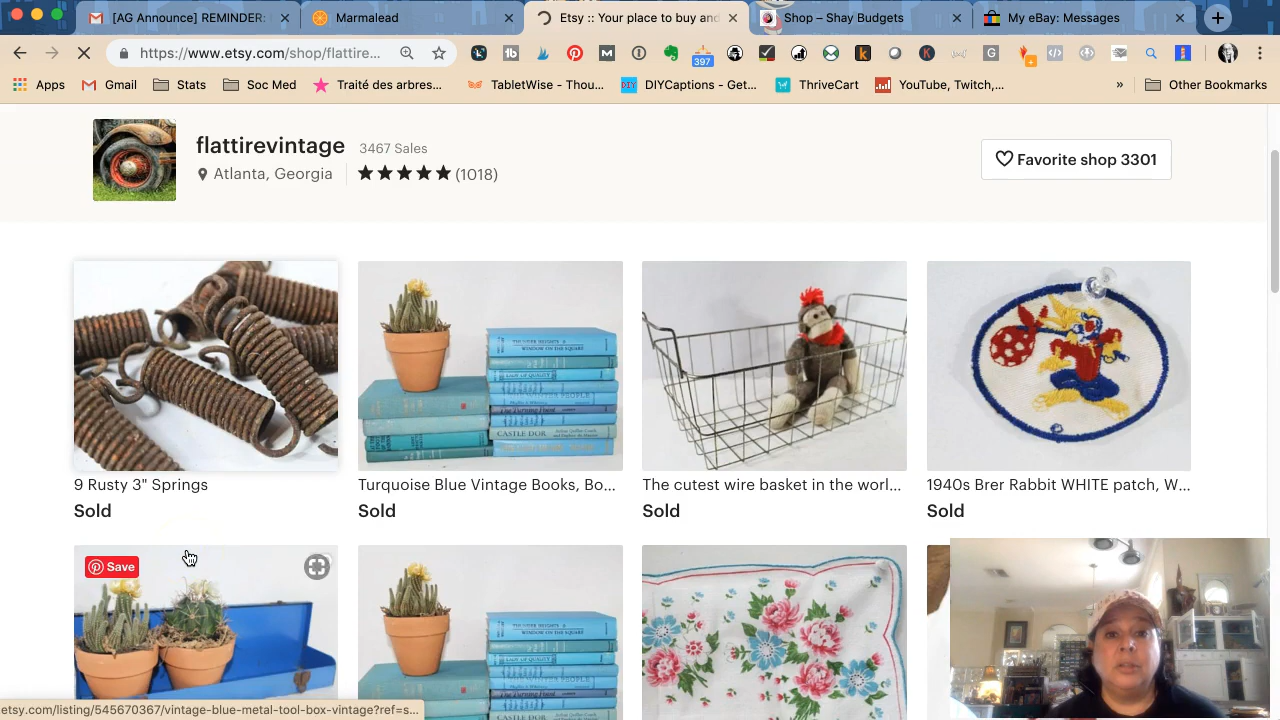 [AG Announce] REMINDER:
Marmalead
Etsy :: Your place to buy and
Shop – Shay Budgets
My eBay: Messages
https://www.etsy.com/shop/flattire...
397
Apps
Gmail
Stats
Soc Med
Traité des arbres...
TabletWise - Thou...
DIYCaptions - Get...
ThriveCart
YouTube, Twitch,...
»
Other Bookmarks
flattirevintage
3467 Sales
Atlanta, Georgia
(1018)
Favorite shop 3301
9 Rusty 3" Springs
Sold
Turquoise Blue Vintage Books, Bo...
Sold
The cutest wire basket in the worl...
Sold
1940s Brer Rabbit WHITE patch, W...
Sold
CASTLE DOR
Save
etsy.com/listing/545670367/vintage-blue-metal-tool-box-vintage?ref=s...